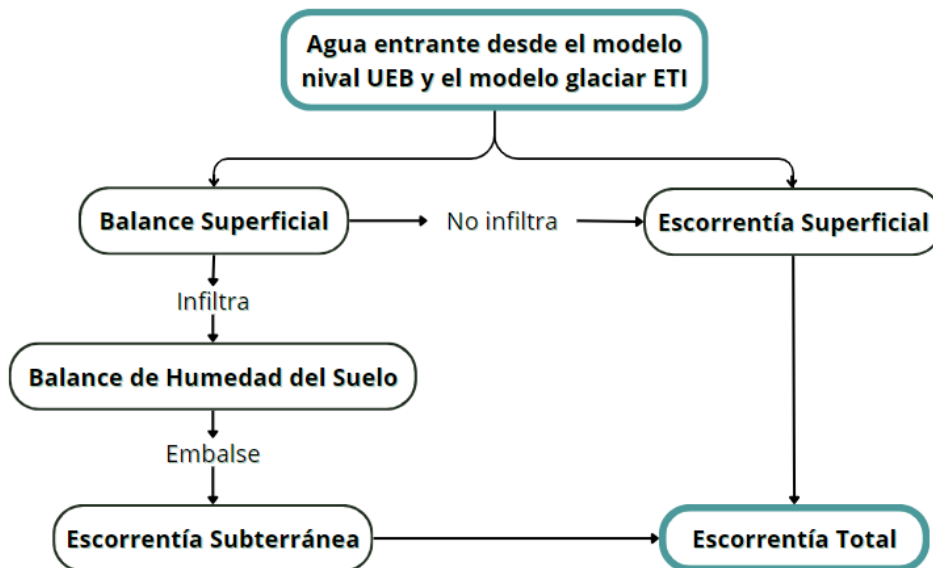 Agua entrante desde el modelo
nival UEB y el modelo glaciar ETI
Balance Superficial
No infiltra
Escorrentía Superficial
Infiltra
Balance de Humedad del Suelo
Embalse
Escorrentía Subterránea
Escorrentía Total